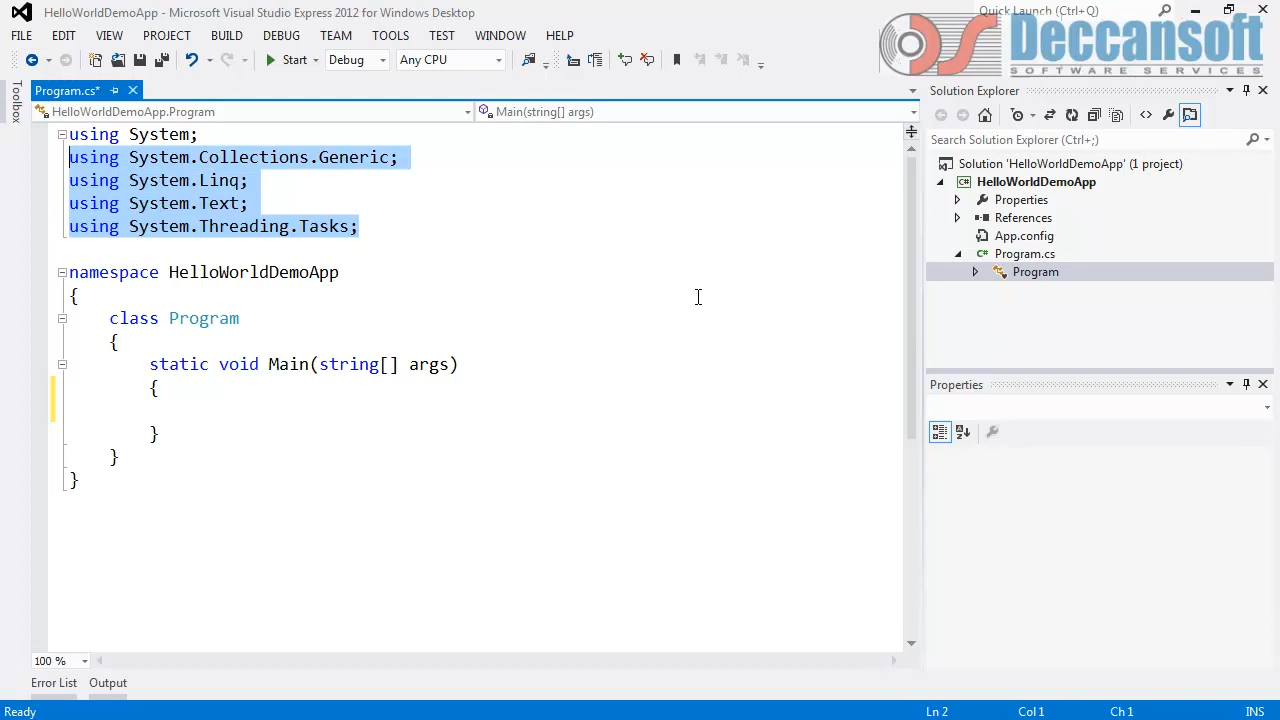 HelloWorldDemoApp - Microsoft Visual Studio Express 2012 for Windows Desktop
Quick Launch (Ctrl+Q)
FILE EDIT VIEW PROJECT BUILD DEBUG TEAM TOOLS TEST WINDOW HELP
Deccansoft
SOFTWARE SERVICES
Start Debug Any CPU
Toolbox
Program.cs*
HelloWorldDemoApp.Program
Main(string[] args)
using System;
using System.Collections.Generic;
using System.Linq;
using System.Text;
using System.Threading.Tasks;
namespace HelloWorldDemoApp
{
class Program
{
static void Main(string[] args)
{
}
}
}
100 %
Error List Output
Solution Explorer
Search Solution Explorer (Ctrl+;)
Solution 'HelloWorldDemoApp' (1 project)
HelloWorldDemoApp
Properties
References
App.config
Program.cs
Program
Properties
Ready Ln 2 Col 1 Ch 1 INS